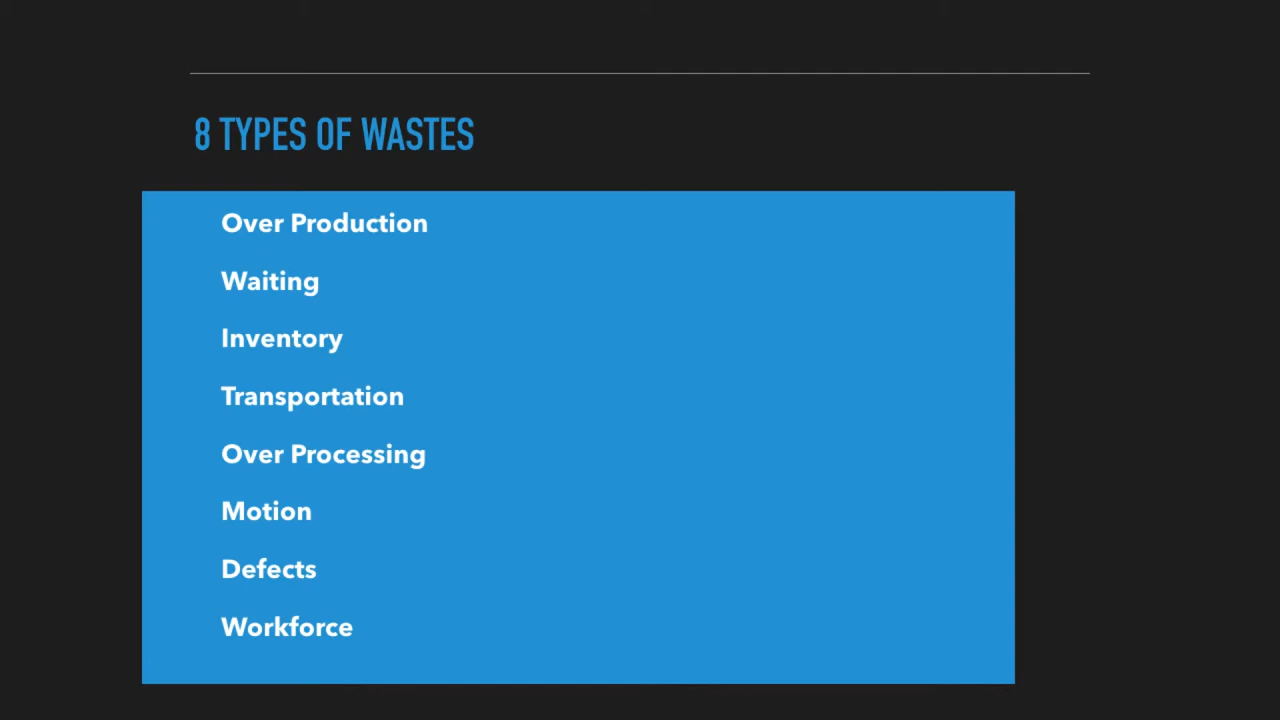 8 TYPES OF WASTES
Over Production
Waiting
Inventory
Transportation
Over Processing
Motion
Defects
Workforce